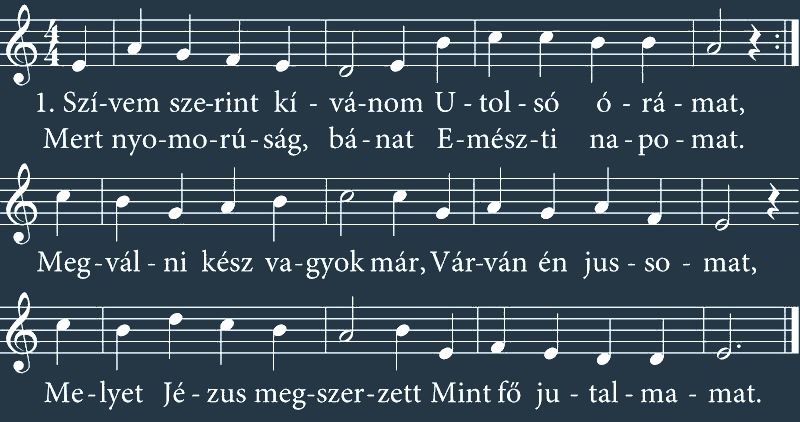 1. Szí-vem sze-rint kí - vá-nom U - tol - só ó - rá - mat,
Mert nyo-mo-rú-ság, bá-nat E-mész-ti na-po-mat.
Meg-vál - ni kész va-gyok már, Vár-ván én jus - so - mat,
Me-lyet Jé - zus meg-szer-zett Mint fő ju - tal - ma - mat.